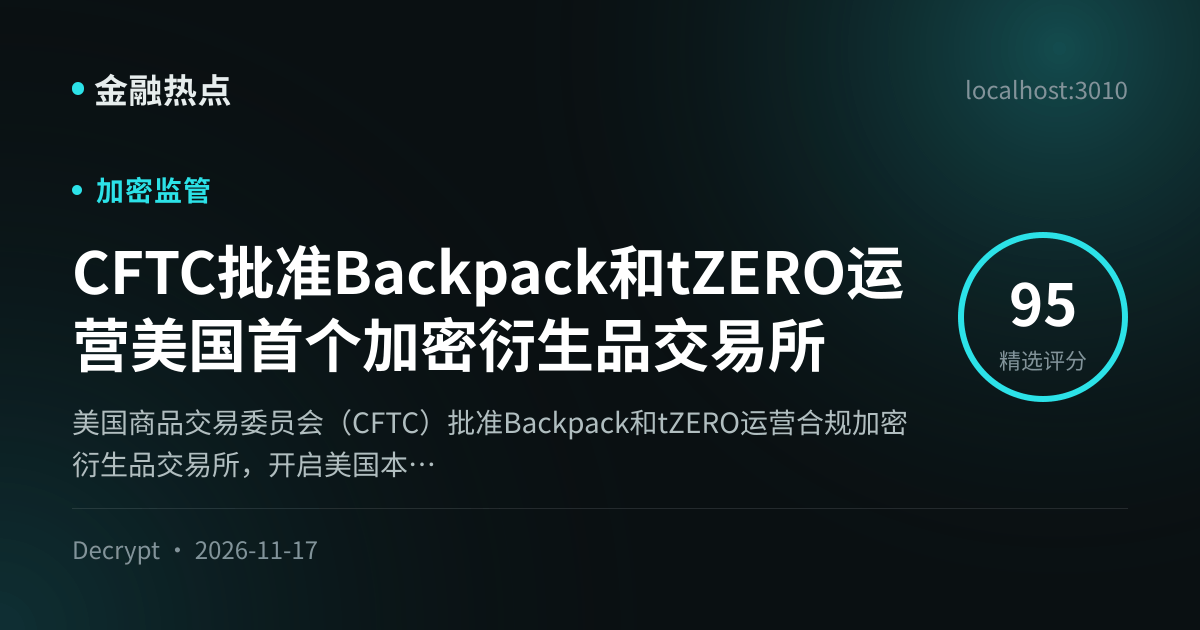 金融热点
localhost:3010
加密监管
CFTC批准Backpack和tZERO运
营美国首个加密衍生品交易所
95
精选评分
美国商品交易委员会（CFTC）批准Backpack和tZERO运营合规加密
衍生品交易所，开启美国本…
Decrypt • 2026-11-17